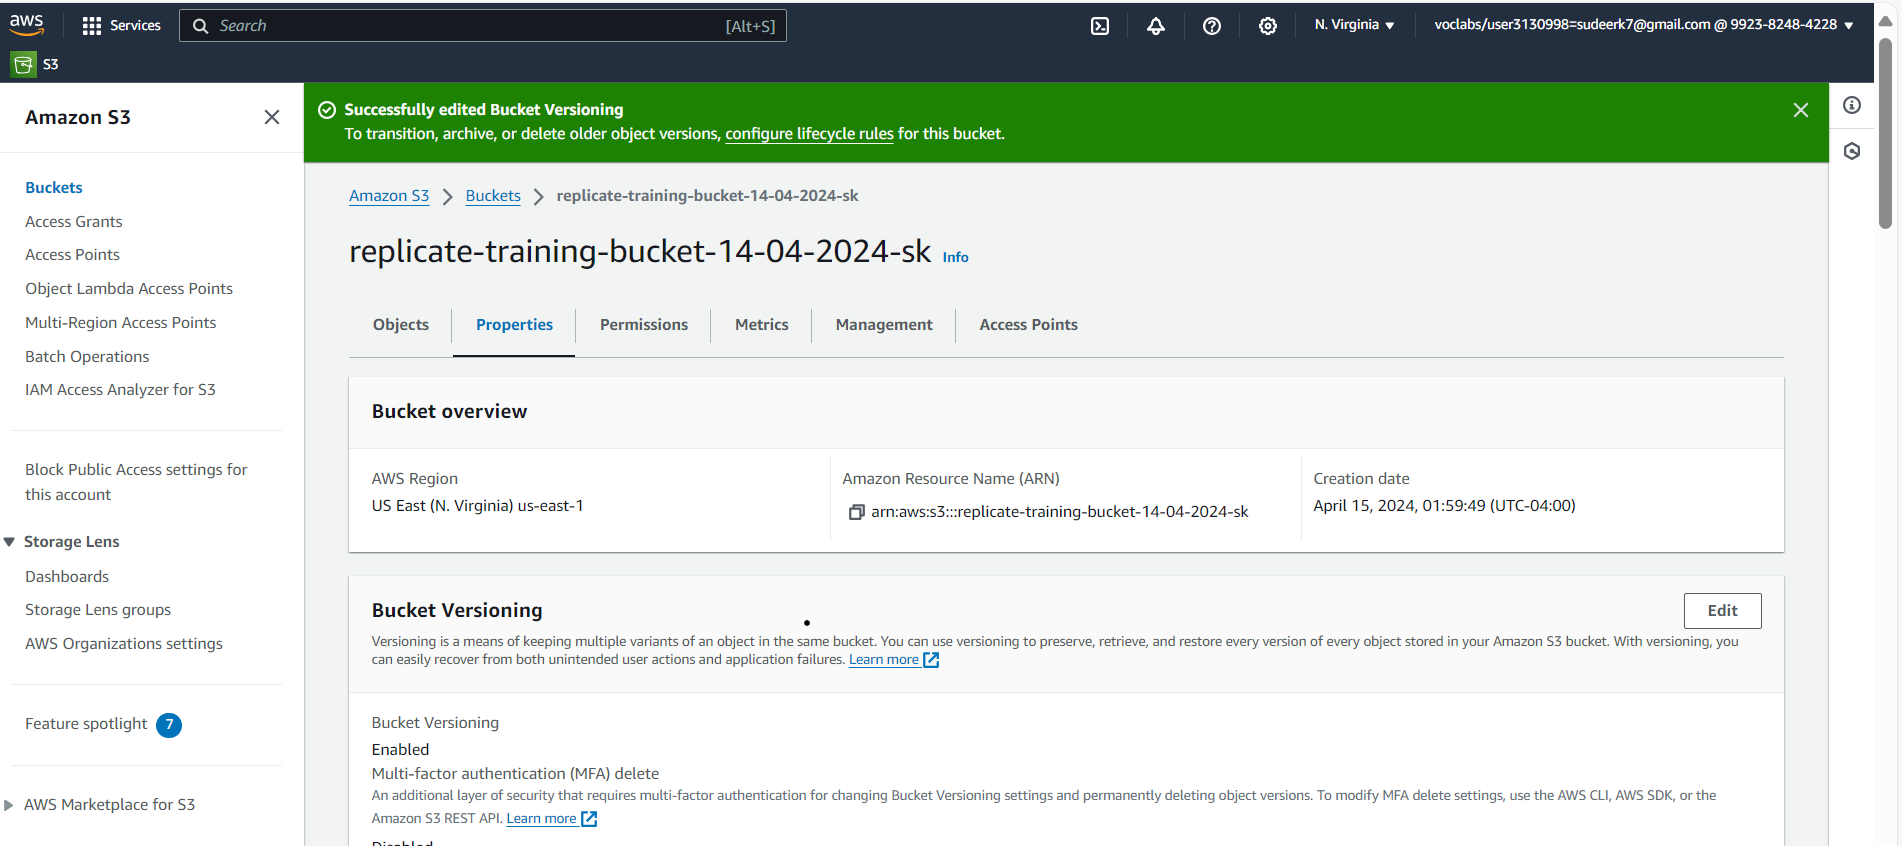 aws
Services
Search
[Alt+S]
N. Virginia
voclabs/user3130998=sudeerk7@gmail.com @ 9923-8248-4228
S3
Amazon S3
Buckets
Access Grants
Access Points
Object Lambda Access Points
Multi-Region Access Points
Batch Operations
IAM Access Analyzer for S3
Block Public Access settings for
this account
Storage Lens
Dashboards
Storage Lens groups
AWS Organizations settings
Feature spotlight 7
AWS Marketplace for S3
Successfully edited Bucket Versioning
To transition, archive, or delete older object versions, configure lifecycle rules for this bucket.
Amazon S3 > Buckets > replicate-training-bucket-14-04-2024-sk
replicate-training-bucket-14-04-2024-sk Info
Objects
Properties
Permissions
Metrics
Management
Access Points
Bucket overview
AWS Region
US East (N. Virginia) us-east-1
Amazon Resource Name (ARN)
arn:aws:s3:::replicate-training-bucket-14-04-2024-sk
Creation date
April 15, 2024, 01:59:49 (UTC-04:00)
Bucket Versioning
Edit
Versioning is a means of keeping multiple variants of an object in the same bucket. You can use versioning to preserve, retrieve, and restore every version of every object stored in your Amazon S3 bucket. With versioning, you
can easily recover from both unintended user actions and application failures. Learn more
Bucket Versioning
Enabled
Multi-factor authentication (MFA) delete
An additional layer of security that requires multi-factor authentication for changing Bucket Versioning settings and permanently deleting object versions. To modify MFA delete settings, use the AWS CLI, AWS SDK, or the
Amazon S3 REST API. Learn more
Disabled